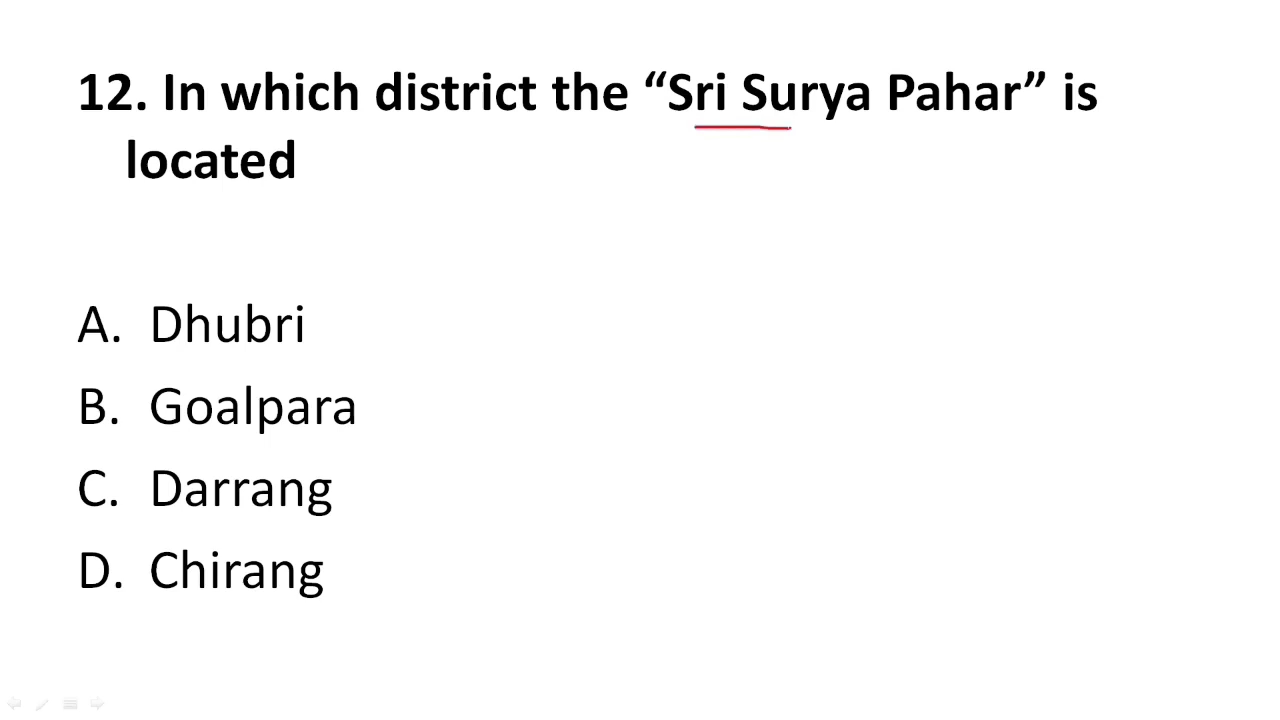 12. In which district the “Sri Surya Pahar” is
located
A. Dhubri
B. Goalpara
C. Darrang
D. Chirang